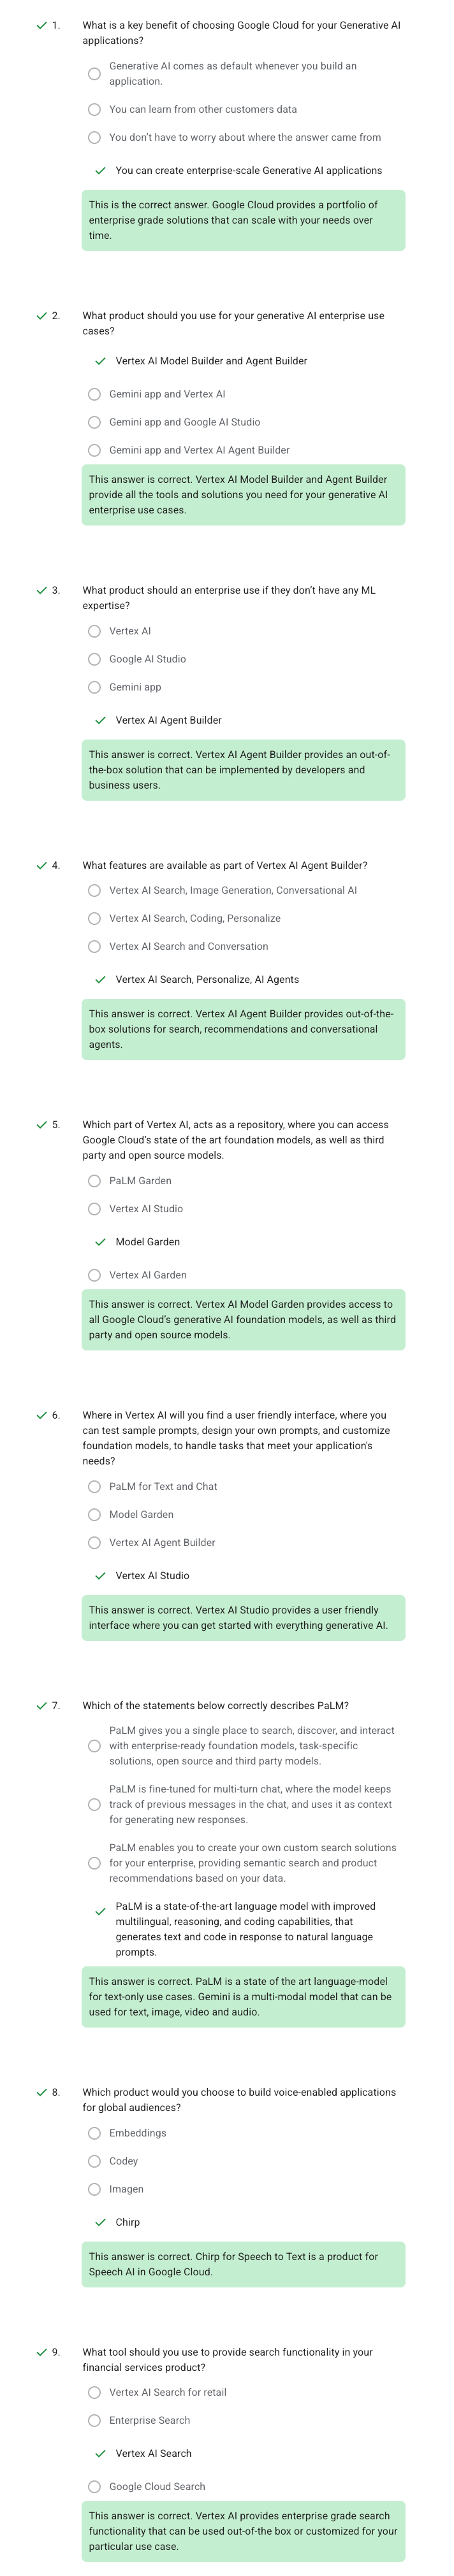 1. What is a key benefit of choosing Google Cloud for your Generative AI
applications?
Generative AI comes as default whenever you build an
application.
You can learn from other customers data
You don't have to worry about where the answer came from
You can create enterprise-scale Generative AI applications
This is the correct answer. Google Cloud provides a portfolio of
enterprise grade solutions that can scale with your needs over
time.
2. What product should you use for your generative AI enterprise use
cases?
Vertex AI Model Builder and Agent Builder
Gemini app and Vertex AI
Gemini app and Google AI Studio
Gemini app and Vertex AI Agent Builder
This answer is correct. Vertex AI Model Builder and Agent Builder
provide all the tools and solutions you need for your generative AI
enterprise use cases.
3. What product should an enterprise use if they don't have any ML
expertise?
Vertex AI
Google AI Studio
Gemini app
Vertex AI Agent Builder
This answer is correct. Vertex AI Agent Builder provides an out-of-
the-box solution that can be implemented by developers and
business users.
4. What features are available as part of Vertex AI Agent Builder?
Vertex AI Search, Image Generation, Conversational AI
Vertex AI Search, Coding, Personalize
Vertex AI Search and Conversation
Vertex AI Search, Personalize, AI Agents
This answer is correct. Vertex AI Agent Builder provides out-of-the-
box solutions for search, recommendations and conversational
agents.
5. Which part of Vertex AI, acts as a repository, where you can access
Google Cloud's state of the art foundation models, as well as third
party and open source models.
PaLM Garden
Vertex AI Studio
Model Garden
Vertex AI Garden
This answer is correct. Vertex AI Model Garden provides access to
all Google Cloud's generative AI foundation models, as well as third
party and open source models.
6. Where in Vertex AI will you find a user friendly interface, where you
can test sample prompts, design your own prompts, and customize
foundation models, to handle tasks that meet your application's
needs?
PaLM for Text and Chat
Model Garden
Vertex AI Agent Builder
Vertex AI Studio
This answer is correct. Vertex AI Studio provides a user friendly
interface where you can get started with everything generative AI.
7. Which of the statements below correctly describes PaLM?
PaLM gives you a single place to search, discover, and interact
with enterprise-ready foundation models, task-specific
solutions, open source and third party models.
PaLM is fine-tuned for multi-turn chat, where the model keeps
track of previous messages in the chat, and uses it as context
for generating new responses.
PaLM enables you to create your own custom search solutions
for your enterprise, providing semantic search and product
recommendations based on your data.
PaLM is a state-of-the-art language model with improved
multilingual, reasoning, and coding capabilities, that
generates text and code in response to natural language
prompts.
This answer is correct. PaLM is a state of the art language-model
for text-only use cases. Gemini is a multi-modal model that can be
used for text, image, video and audio.
8. Which product would you choose to build voice-enabled applications
for global audiences?
Embeddings
Codey
Imagen
Chirp
This answer is correct. Chirp for Speech to Text is a product for
Speech AI in Google Cloud.
9. What tool should you use to provide search functionality in your
financial services product?
Vertex AI Search for retail
Enterprise Search
Vertex AI Search
Google Cloud Search
This answer is correct. Vertex AI provides enterprise grade search
functionality that can be used out-of-the box or customized for your
particular use case.